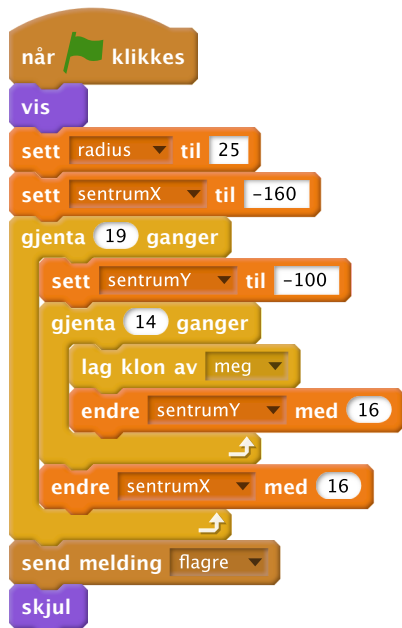 når klikkes
vis
sett radius til 25
sett sentrumX til -160
gjenta 19 ganger
sett sentrumY til -100
gjenta 14 ganger
lag klon av meg
endre sentrumY med 16
endre sentrumX med 16
send melding flagre
skjul